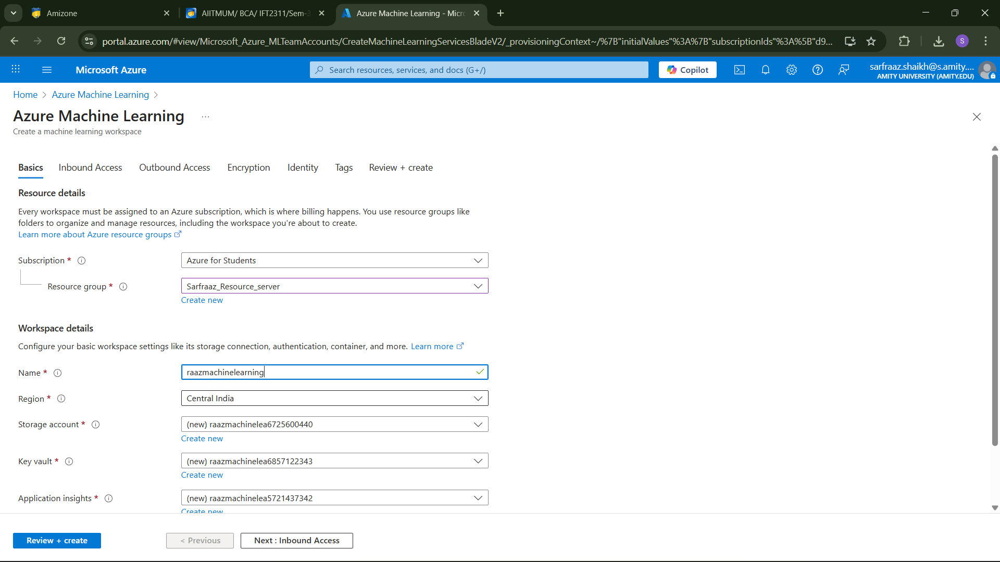 Amizone
AIITMUM/ BCA/ IFT2311/Sem-3
Azure Machine Learning - Micr
portal.azure.com/#view/Microsoft_Azure_MLTeamAccounts/CreateMachineLearningServicesBladeV2/_provisioningContext~/%7B"initialValues"%3A%7B"subscriptionIds"%3A%5B"d9...
S
Microsoft Azure
Search resources, services, and docs (G+/)
Copilot
sarfraaz.shaikh@s.amity....
AMITY UNIVERSITY (AMITY.EDU)
Home > Azure Machine Learning >
Azure Machine Learning ...
Create a machine learning workspace
Basics Inbound Access Outbound Access Encryption Identity Tags Review + create
Resource details
Every workspace must be assigned to an Azure subscription, which is where billing happens. You use resource groups like
folders to organize and manage resources, including the workspace you're about to create.
Learn more about Azure resource groups
Subscription * Azure for Students
Resource group * Sarfraaz_Resource_server
Create new
Workspace details
Configure your basic workspace settings like its storage connection, authentication, container, and more. Learn more
Name * raazmachinelearning
Region * Central India
Storage account * (new) raazmachinelea6725600440
Create new
Key vault * (new) raazmachinelea6857122343
Create new
Application insights * (new) raazmachinelea5721437342
Create new
Review + create < Previous Next : Inbound Access